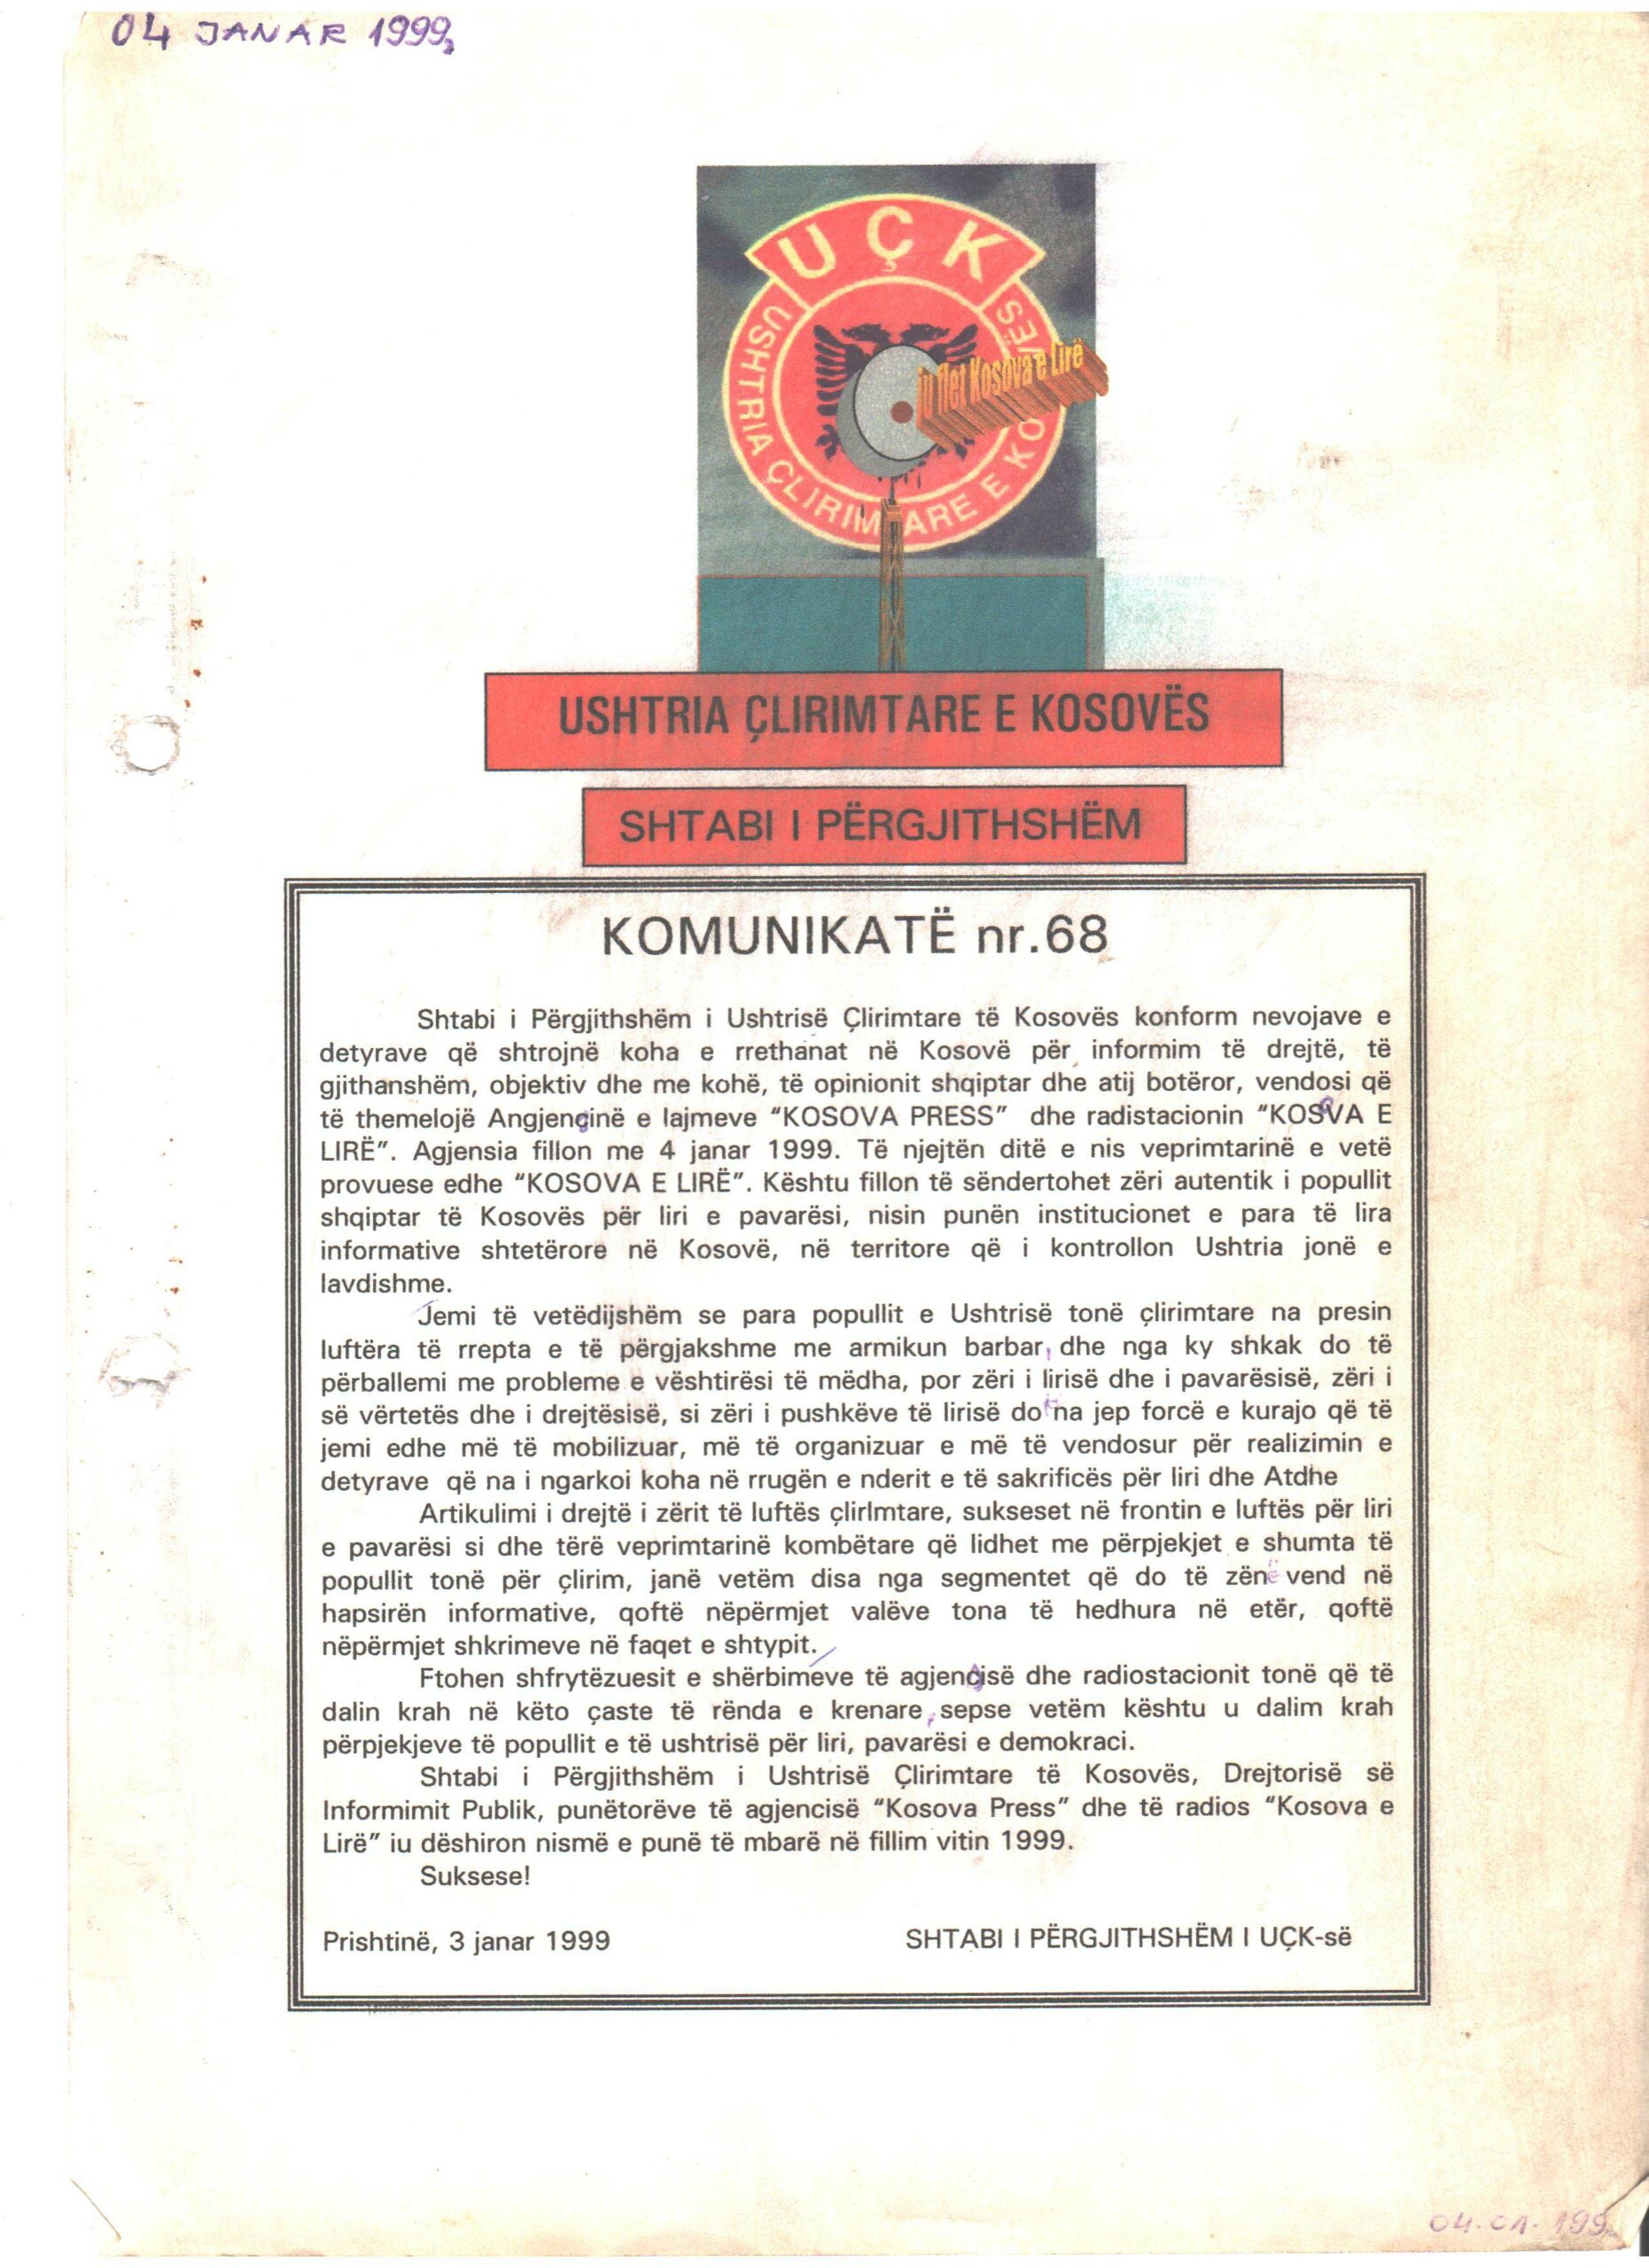 04 JANAR 1999,
UÇK
USHTRIA ÇLIRIMTARE E KO VËS
iu flet Kosova e Lirë
USHTRIA ÇLIRIMTARE E KOSOVËS
SHTABI I PËRGJITHSHËM
KOMUNIKATË nr.68
Shtabi i Përgjithshëm i Ushtrisë Çlirimtare të Kosovës konform nevojave e
detyrave që shtrojnë koha e rrethanat në Kosovë për informim të drejtë, të
gjithanshëm, objektiv dhe me kohë, të opinionit shqiptar dhe atij botëror, vendosi që
të themelojë Angjençinë e lajmeve “KOSOVA PRESS” dhe radistacionin “KOSOVA E
LIRË”. Agjensia fillon me 4 janar 1999. Të njejtën ditë e nis veprimtarinë e vetë
provuese edhe “KOSOVA E LIRË”. Kështu fillon të sëndertohet zëri autentik i popullit
shqiptar të Kosovës për liri e pavarësi, nisin punën institucionet e para të lira
informative shtetërore në Kosovë, në territore që i kontrollon Ushtria jonë e
lavdishme.
Jemi të vetëdijshëm se para popullit e Ushtrisë tonë çlirimtare na presin
luftëra të rrepta e të përgjakshme me armikun barbar, dhe nga ky shkak do të
përballemi me probleme e vështirësi të mëdha, por zëri i lirisë dhe i pavarësisë, zëri i
së vërtetës dhe i drejtësisë, si zëri i pushkëve të lirisë do na jep forcë e kurajo që të
jemi edhe më të mobilizuar, më të organizuar e më të vendosur për realizimin e
detyrave që na i ngarkoi koha në rrugën e nderit e të sakrificës për liri dhe Atdhe
Artikulimi i drejtë i zërit të luftës çlirImtare, sukseset në frontin e luftës për liri
e pavarësi si dhe tërë veprimtarinë kombëtare që lidhet me përpjekjet e shumta të
popullit tonë për çlirim, janë vetëm disa nga segmentet që do të zënë vend në
hapsirën informative, qoftë nëpërmjet valëve tona të hedhura në etër, qoftë
nëpërmjet shkrimeve në faqet e shtypit.
Ftohen shfrytëzuesit e shërbimeve të agjencisë dhe radiostacionit tonë që të
dalin krah në këto çaste të rënda e krenare, sepse vetëm kështu u dalim krah
përpjekjeve të popullit e të ushtrisë për liri, pavarësi e demokraci.
Shtabi i Përgjithshëm i Ushtrisë Çlirimtare të Kosovës, Drejtorisë së
Informimit Publik, punëtorëve të agjencisë “Kosova Press” dhe të radios “Kosova e
Lirë” iu dëshiron nismë e punë të mbarë në fillim vitin 1999.
Suksese!
Prishtinë, 3 janar 1999 SHTABI I PËRGJITHSHËM I UÇK-së
04.01.199